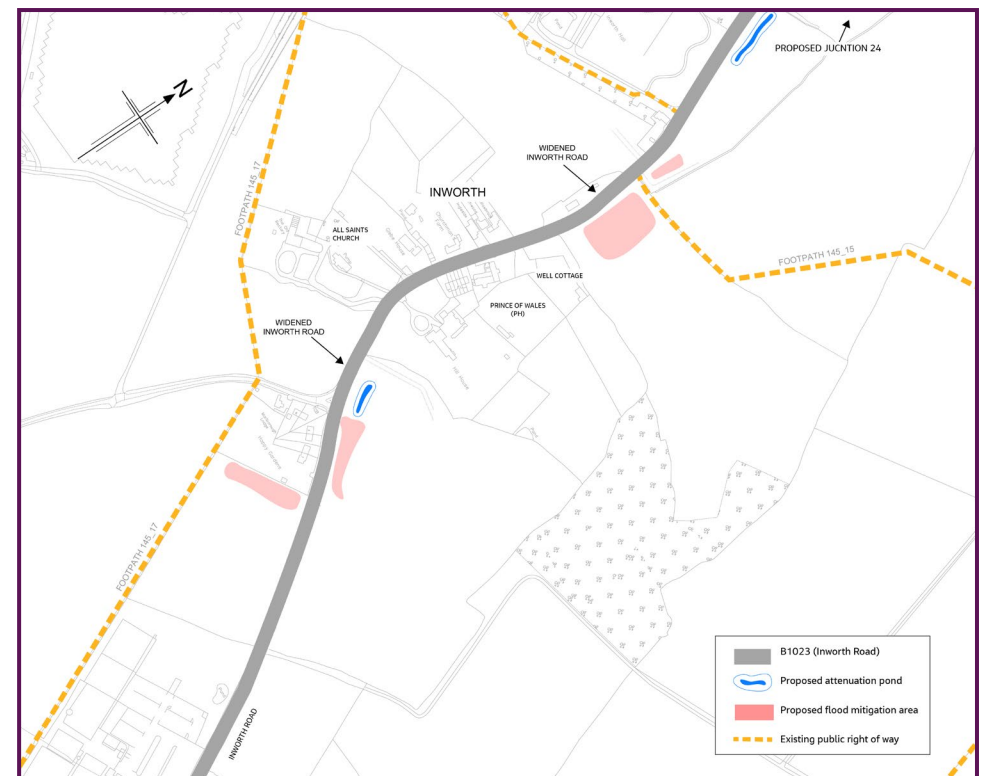 PROPOSED JUCNTION 24
N
WIDENED
INWORTH ROAD
FOOTPATH 145_17
INWORTH
ALL SAINTS
CHURCH
FOOTPATH 145_15
WELL COTTAGE
PRINCE OF WALES
(PH)
WIDENED
INWORTH ROAD
Pond
FOOTPATH 145_17
INWORTH ROAD
B1023 (Inworth Road)
Proposed attenuation pond
Proposed flood mitigation area
Existing public right of way